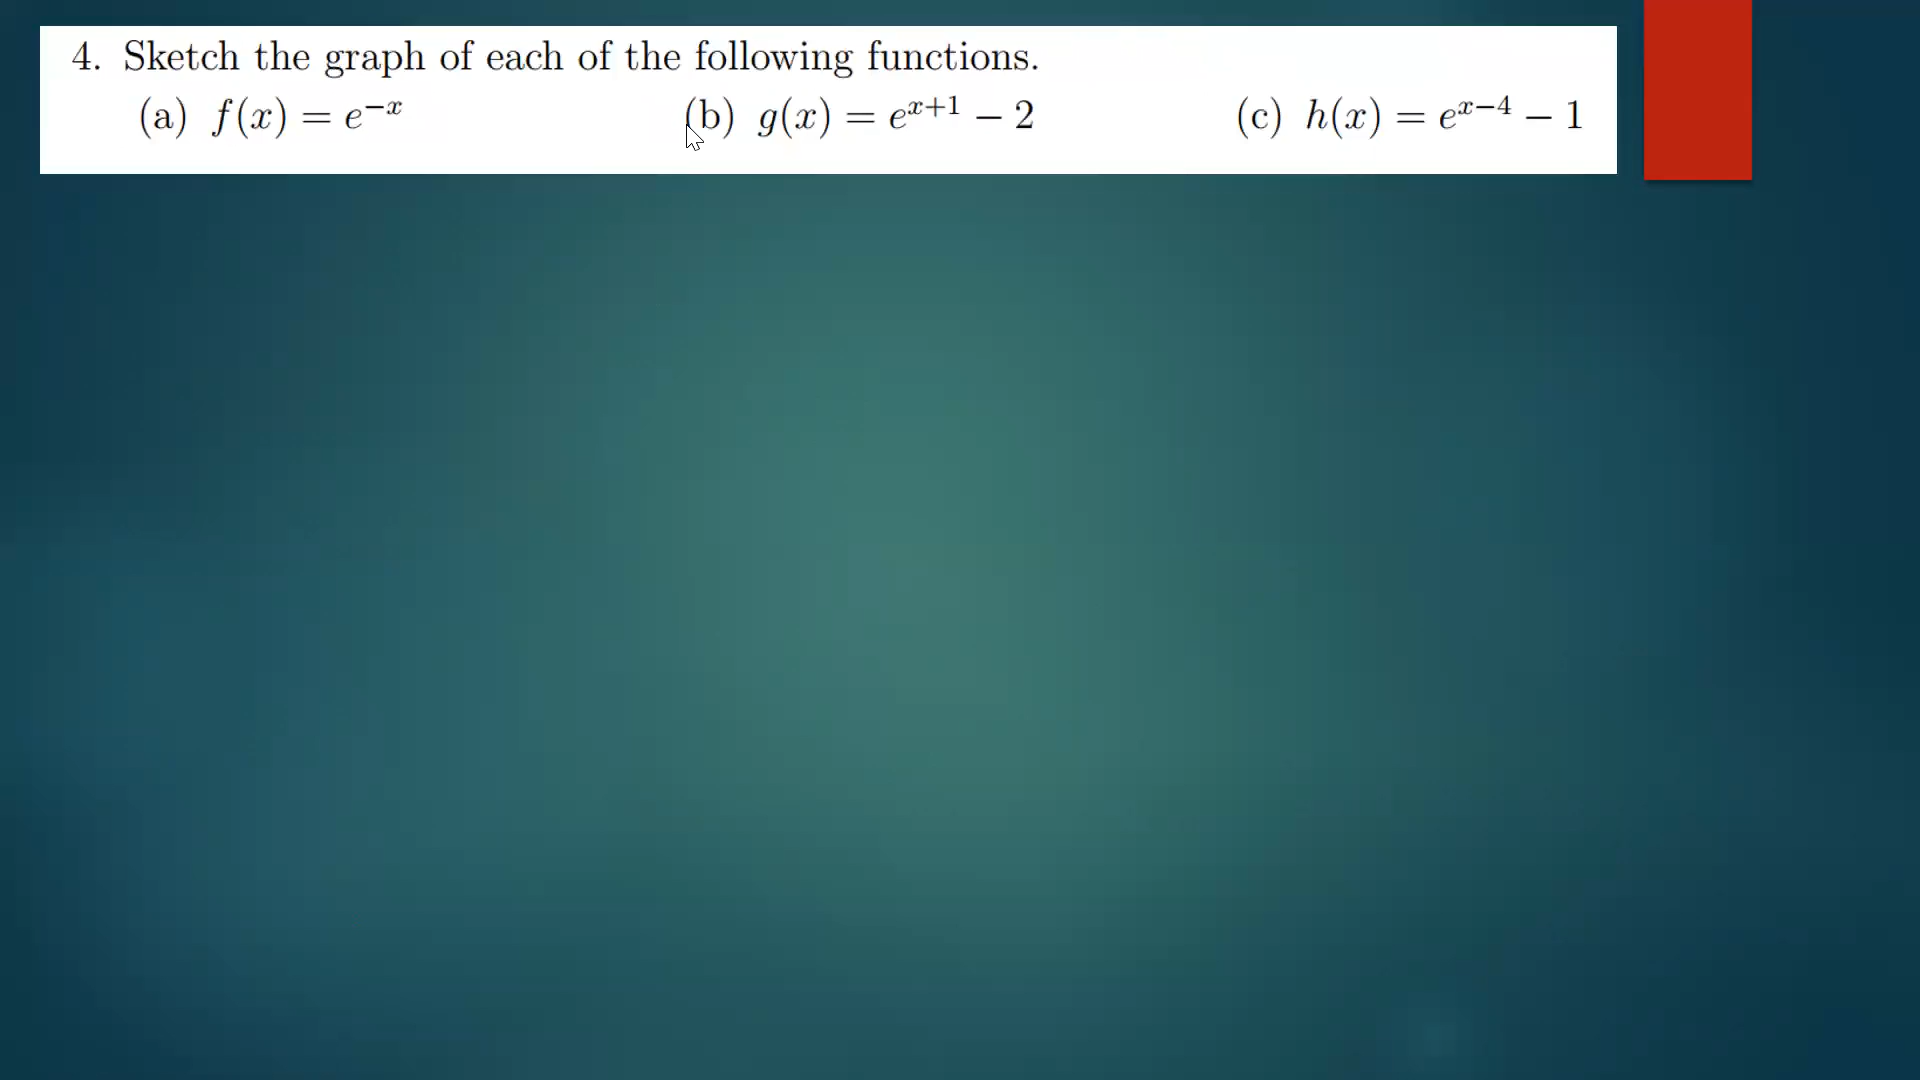 4. Sketch the graph of each of the following functions.
(a) f(x) = e^{-x} (b) g(x) = e^{x+1} − 2 (c) h(x) = e^{x−4} − 1